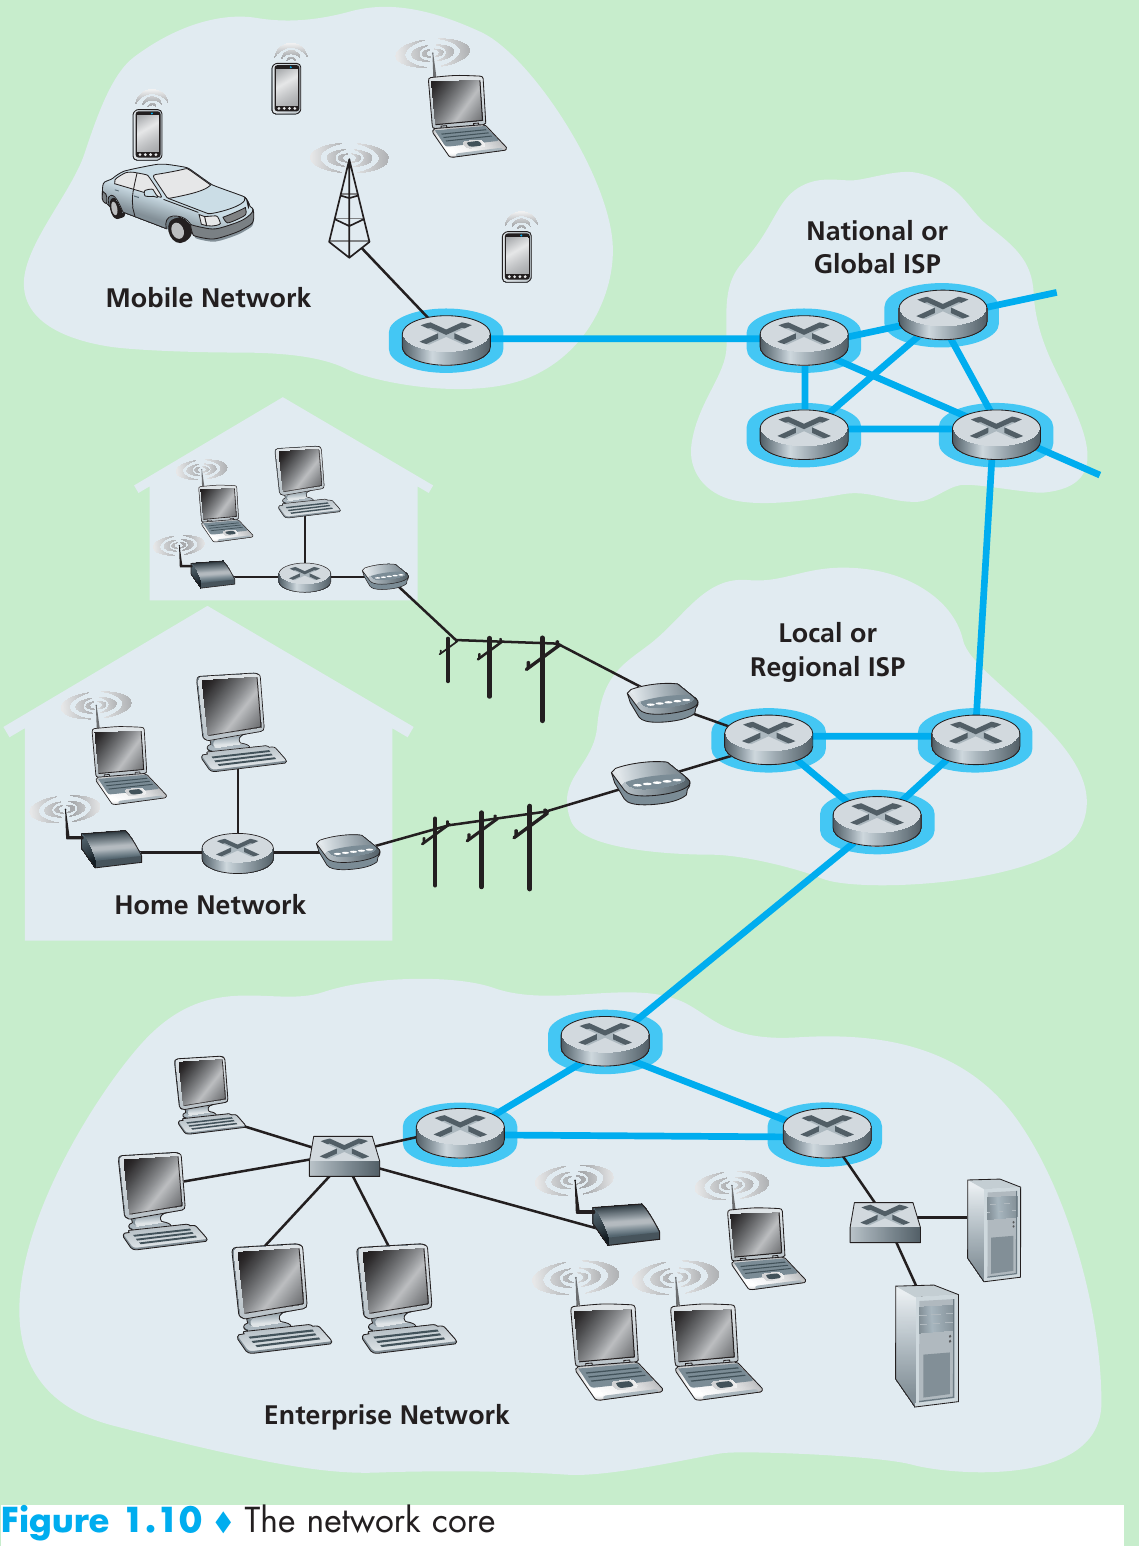 National or
Global ISP
Mobile Network
Local or
Regional ISP
Home Network
Enterprise Network
Figure 1.10 ♦ The network core